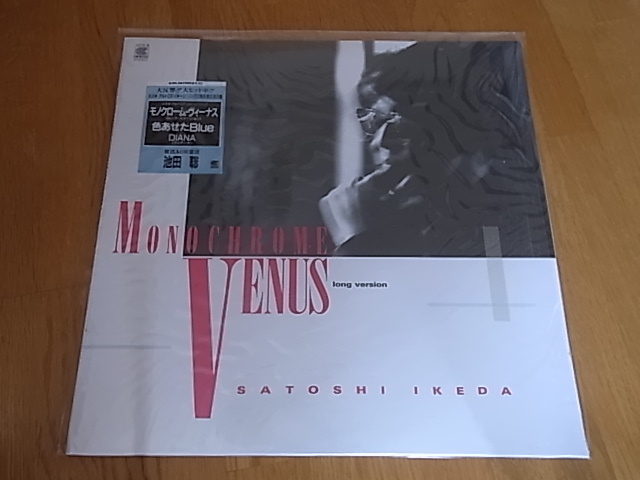 モノクローム・ヴィーナス
色あせたBlue
DIANA
池田 聡
MONOCHROME
VENUS
long version
SATOSHI IKEDA